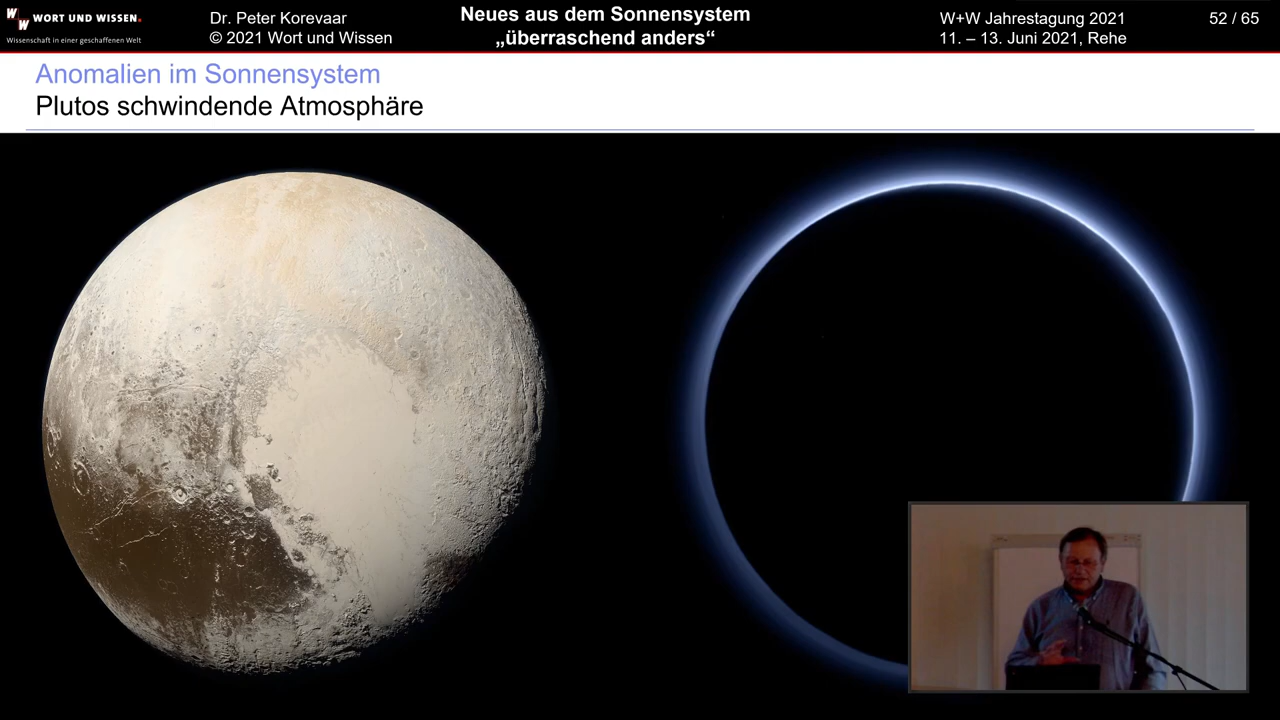 W W WORT UND WISSEN.
Wissenschaft in einer geschaffenen Welt
Dr. Peter Korevaar
© 2021 Wort und Wissen
Neues aus dem Sonnensystem
„überraschend anders“
W+W Jahrestagung 2021
11. – 13. Juni 2021, Rehe
52 / 65
Anomalien im Sonnensystem
Plutos schwindende Atmosphäre